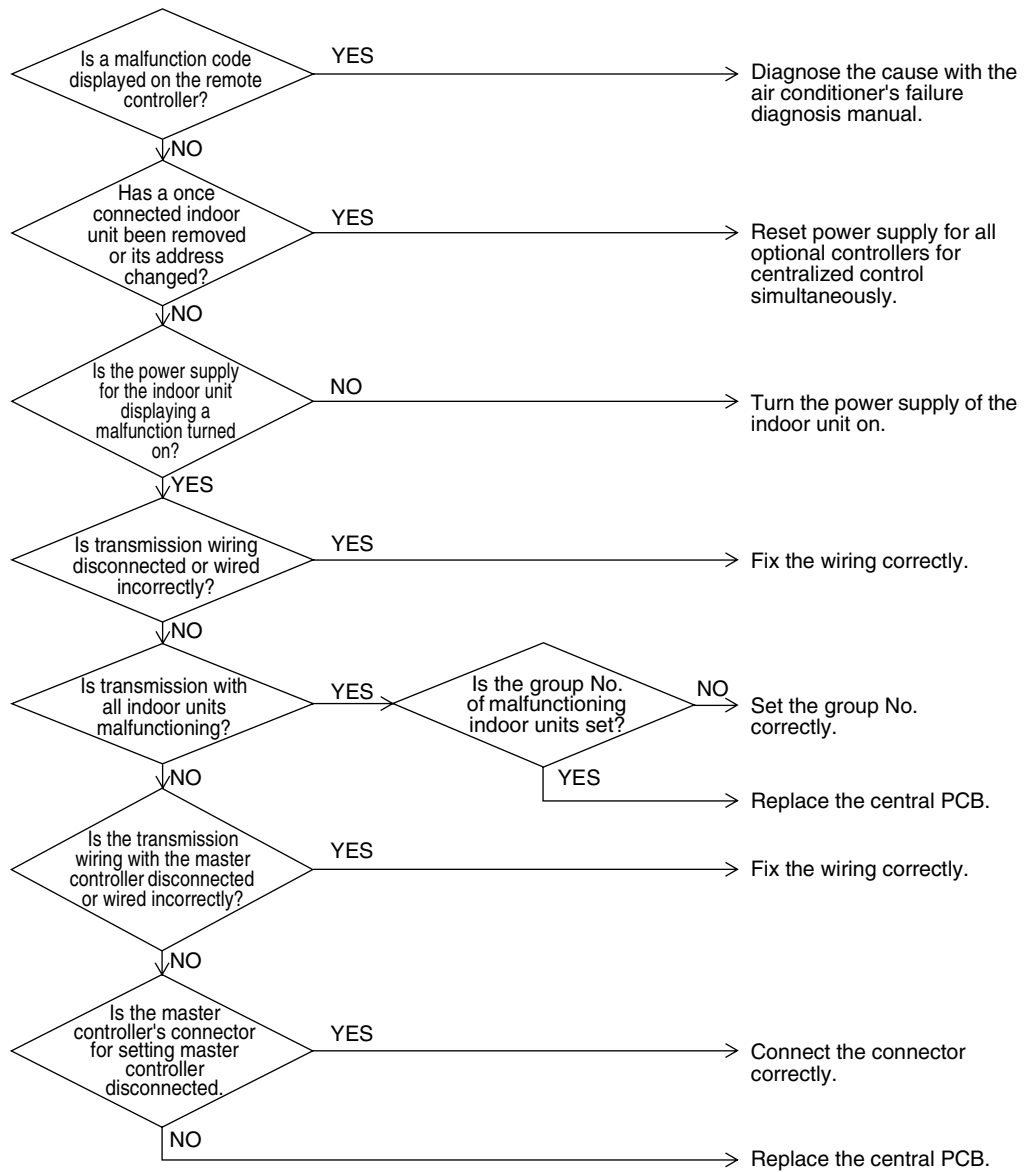 Is a malfunction code
displayed on the remote
controller?
YES
Diagnose the cause with the
air conditioner's failure
diagnosis manual.
NO
Has a once
connected indoor
unit been removed
or its address
changed?
YES
Reset power supply for all
optional controllers for
centralized control
simultaneously.
NO
Is the power supply
for the indoor unit
displaying a
malfunction turned
on?
NO
Turn the power supply of the
indoor unit on.
YES
Is transmission wiring
disconnected or wired
incorrectly?
YES
Fix the wiring correctly.
NO
Is transmission with
all indoor units
malfunctioning?
YES
Is the group No.
of malfunctioning
indoor units set?
NO
Set the group No.
correctly.
YES
Replace the central PCB.
NO
Is the transmission
wiring with the master
controller disconnected
or wired incorrectly?
YES
Fix the wiring correctly.
NO
Is the master
controller's connector
for setting master
controller
disconnected.
YES
Connect the connector
correctly.
NO
Replace the central PCB.